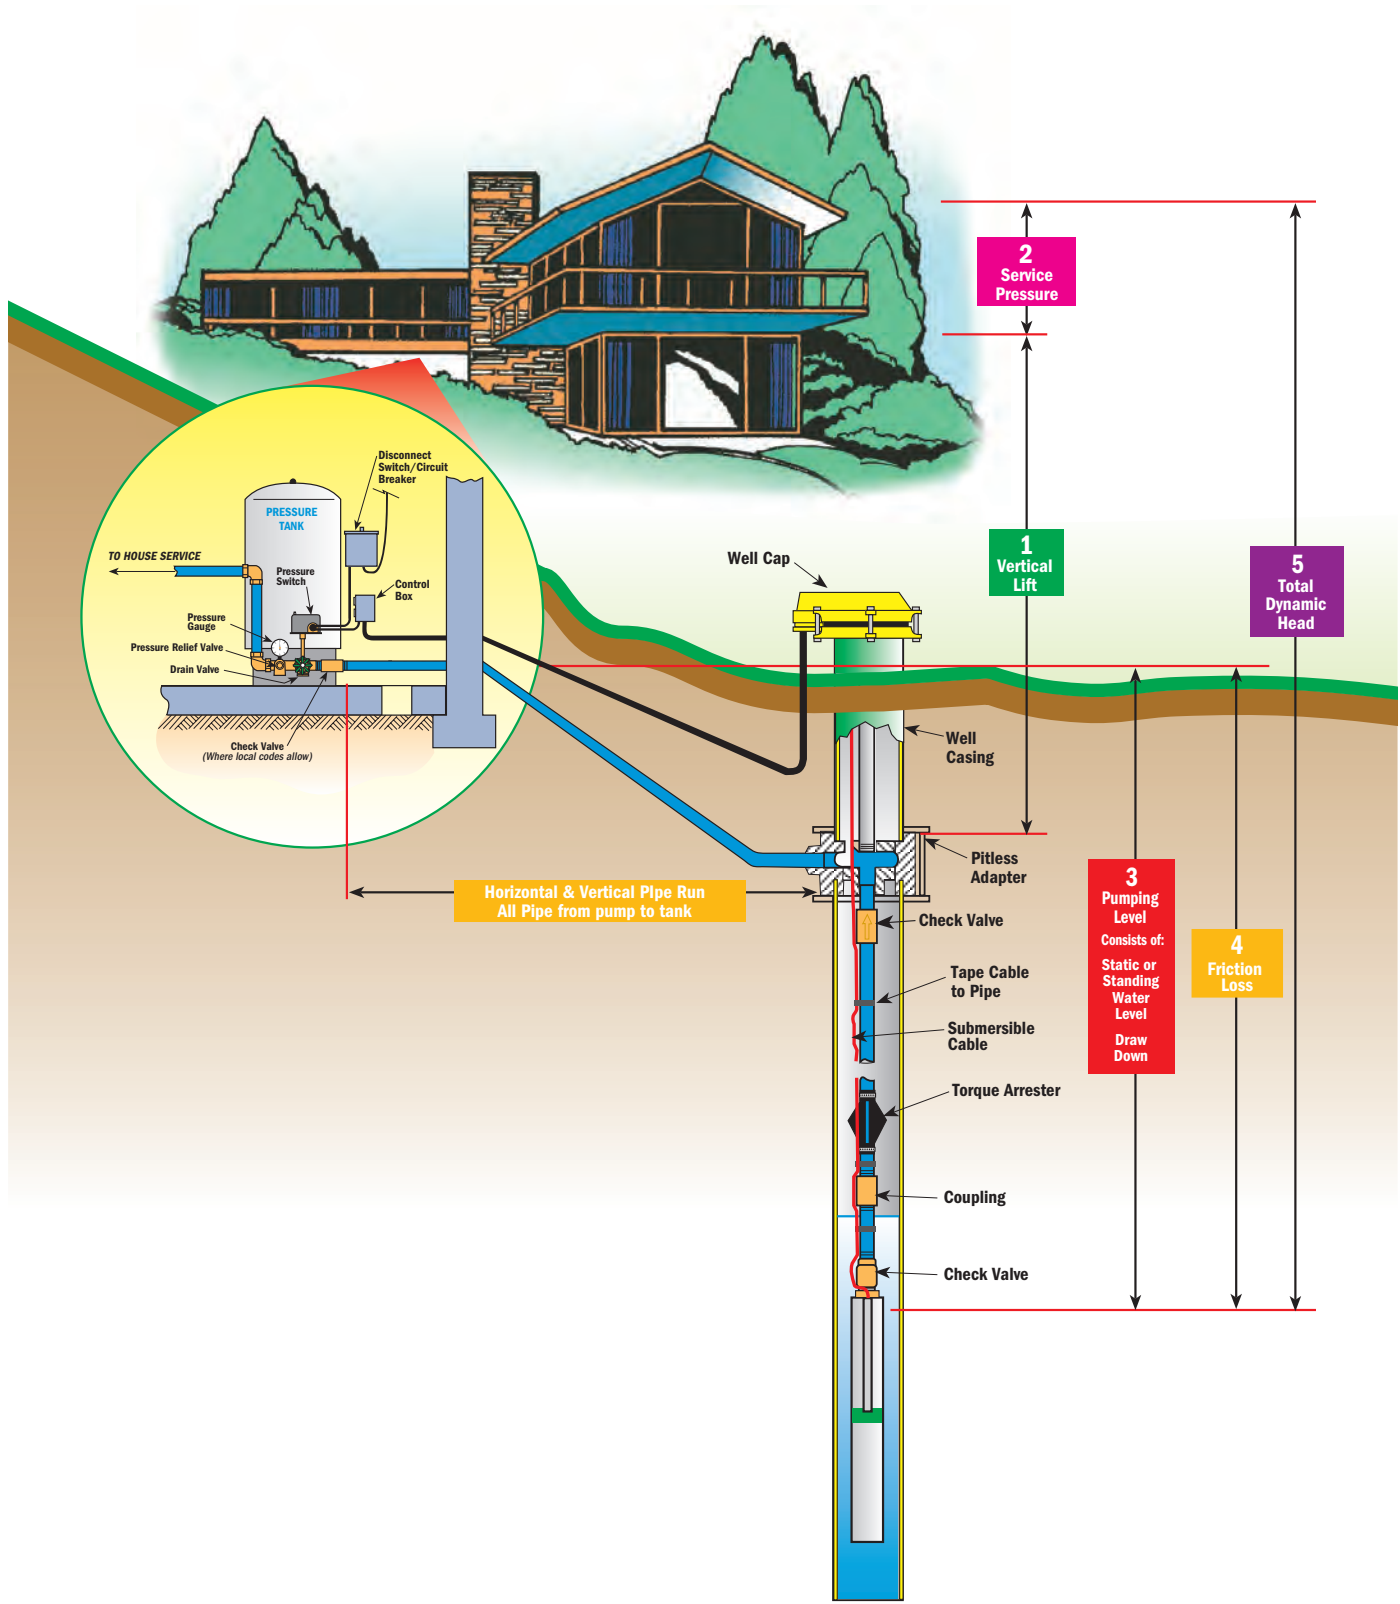 2
Service
Pressure
Disconnect
Switch/Circuit
Breaker
PRESSURE
TANK
TO HOUSE SERVICE
Pressure
Switch
Control
Box
Pressure
Gauge
Pressure Relief Valve
Drain Valve
Check Valve
(Where local codes allow)
Well Cap
1
Vertical
Lift
5
Total
Dynamic
Head
Well
Casing
Pitless
Adapter
Horizontal & Vertical PIpe Run
All Pipe from pump to tank
Check Valve
3
Pumping
Level
Consists of:
Static or
Standing
Water
Level
Draw
Down
4
Friction
Loss
Tape Cable
to Pipe
Submersible
Cable
Torque Arrester
Coupling
Check Valve